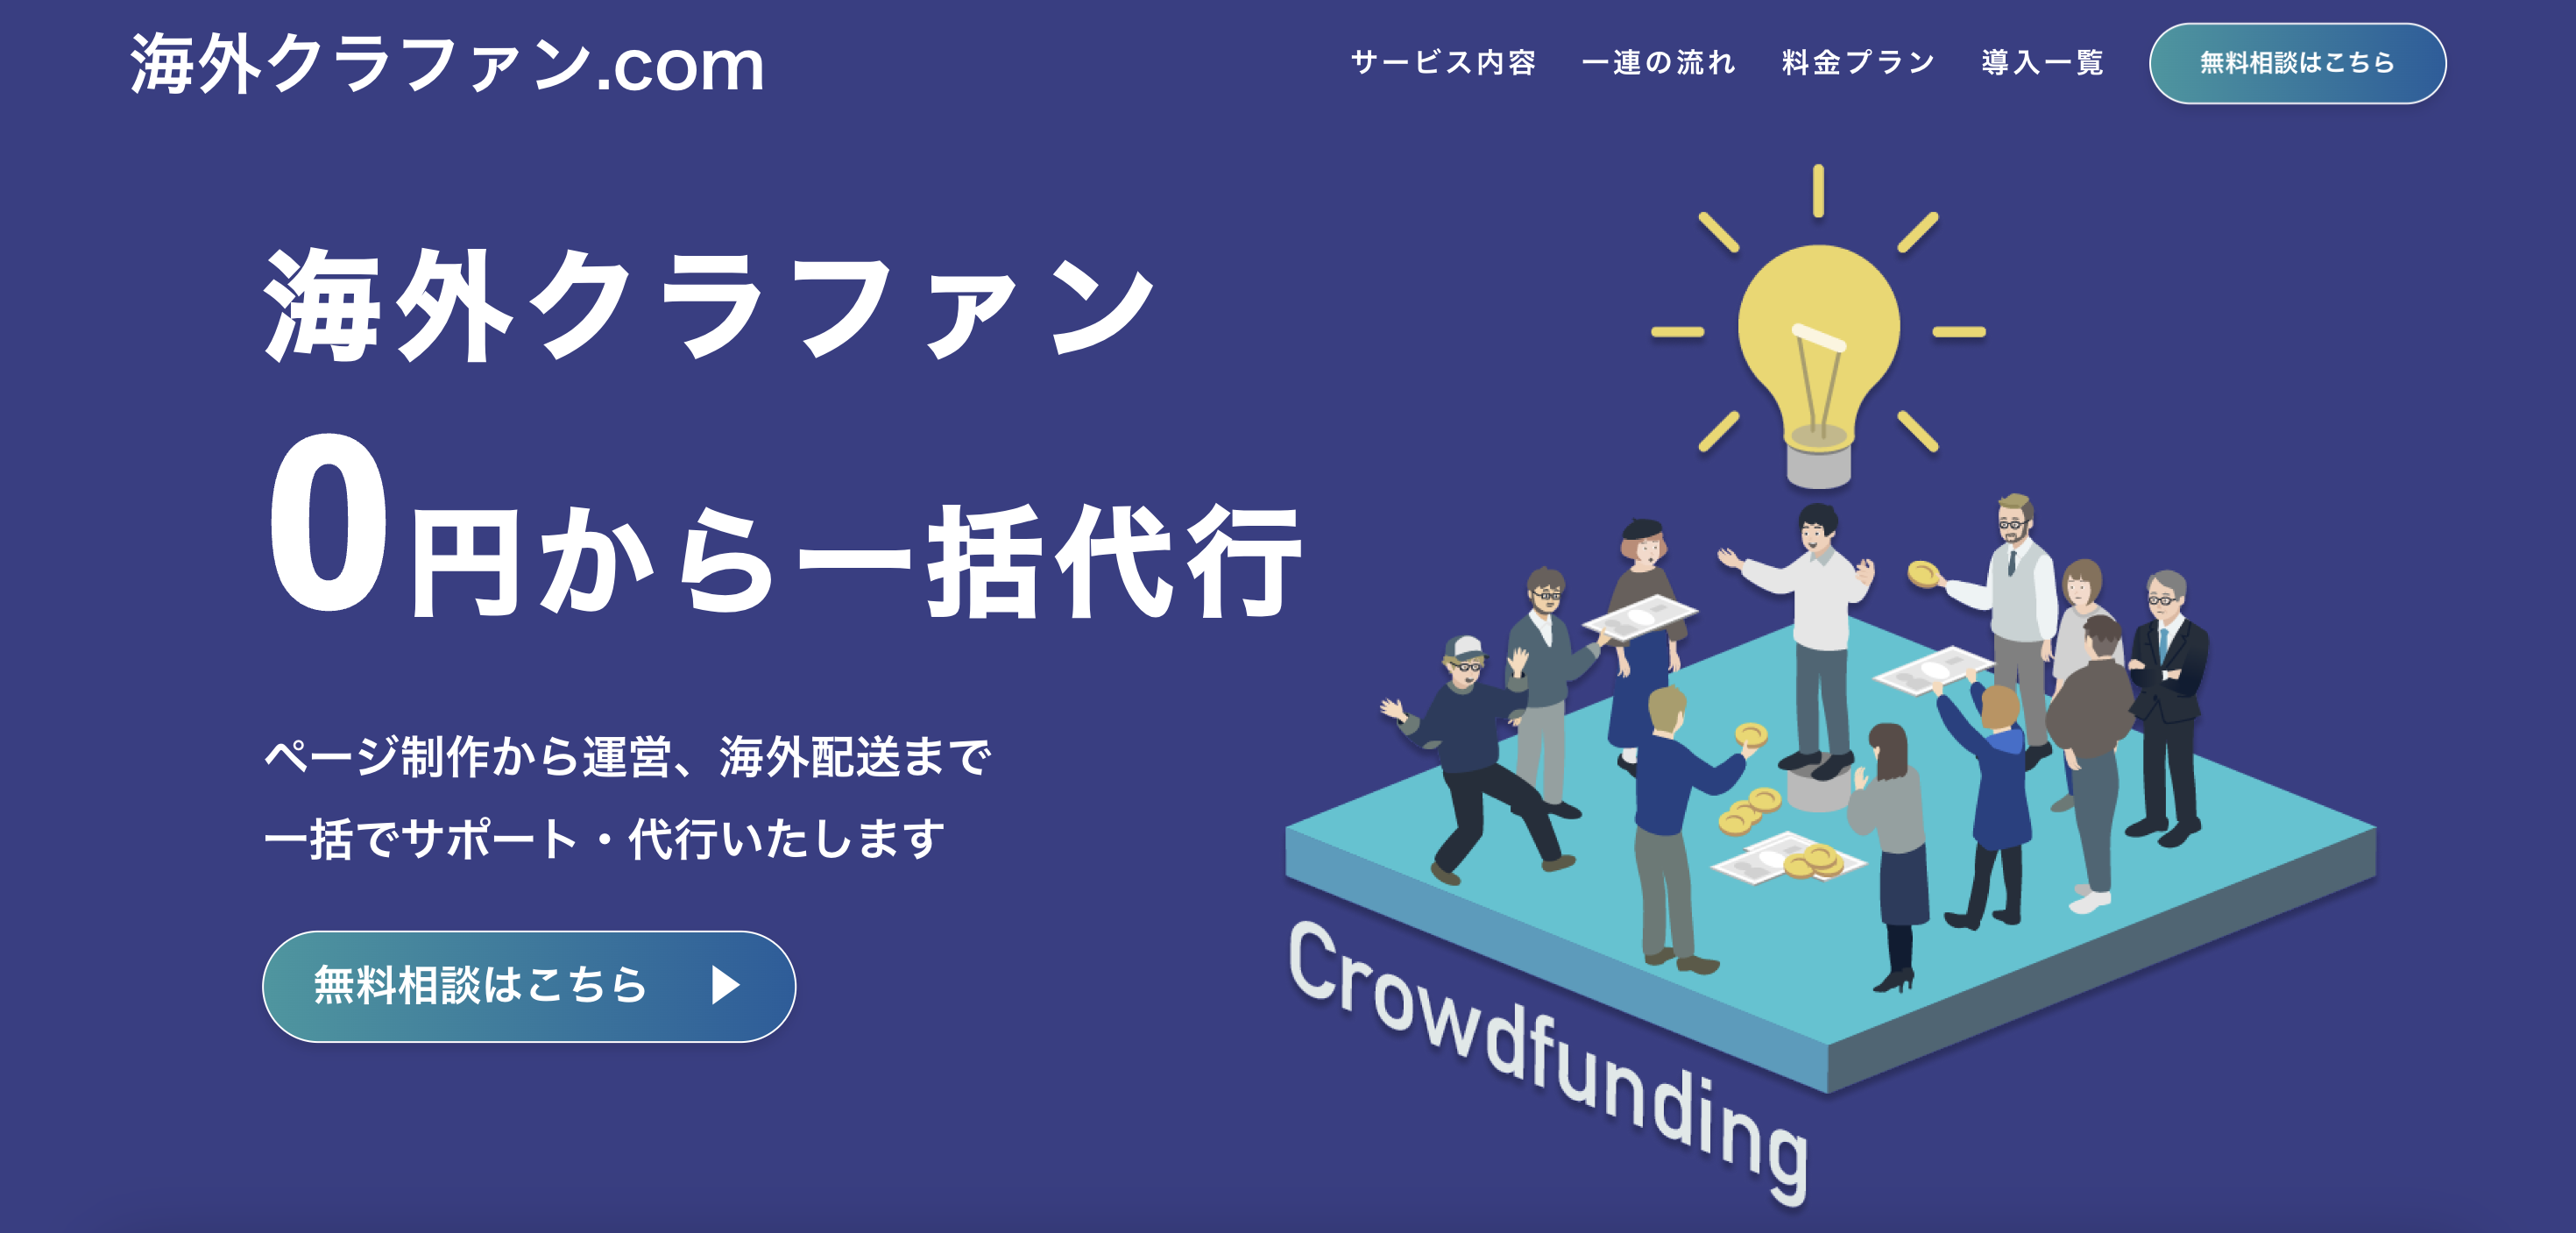 海外クラファン.com
サービス内容
一連の流れ
料金プラン
導入一覧
無料相談はこちら
海外クラファン
0円から一括代行
ページ制作から運営、海外配送まで
一括でサポート・代行いたします
無料相談はこちら
Crowdfunding